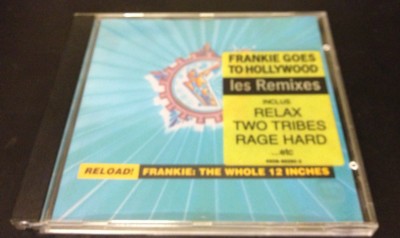 FRANKIE GOES
TO HOLLYWOOD
les Remixes
INCLUS
RELAX
TWO TRIBES
RAGE HARD
...etc
RELOAD! FRANKIE: THE WHOLE 12 INCHES